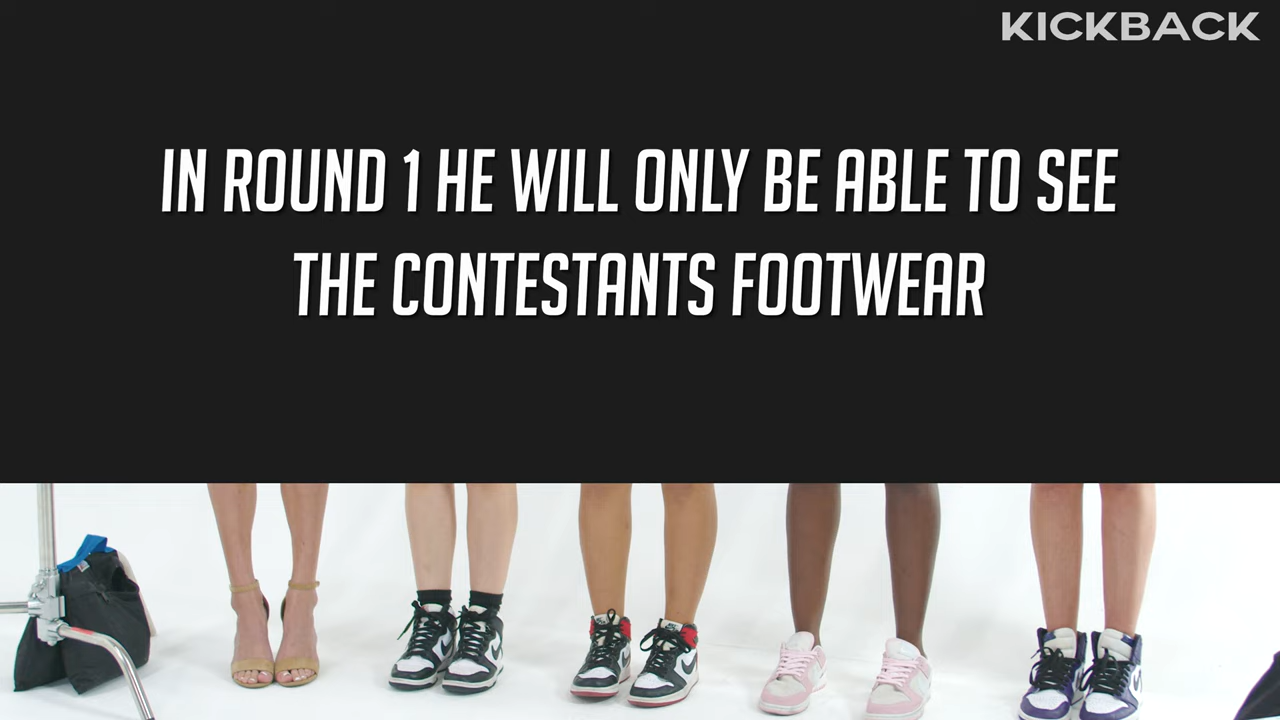 KICKBACK
IN ROUND 1 HE WILL ONLY BE ABLE TO SEE
THE CONTESTANTS FOOTWEAR